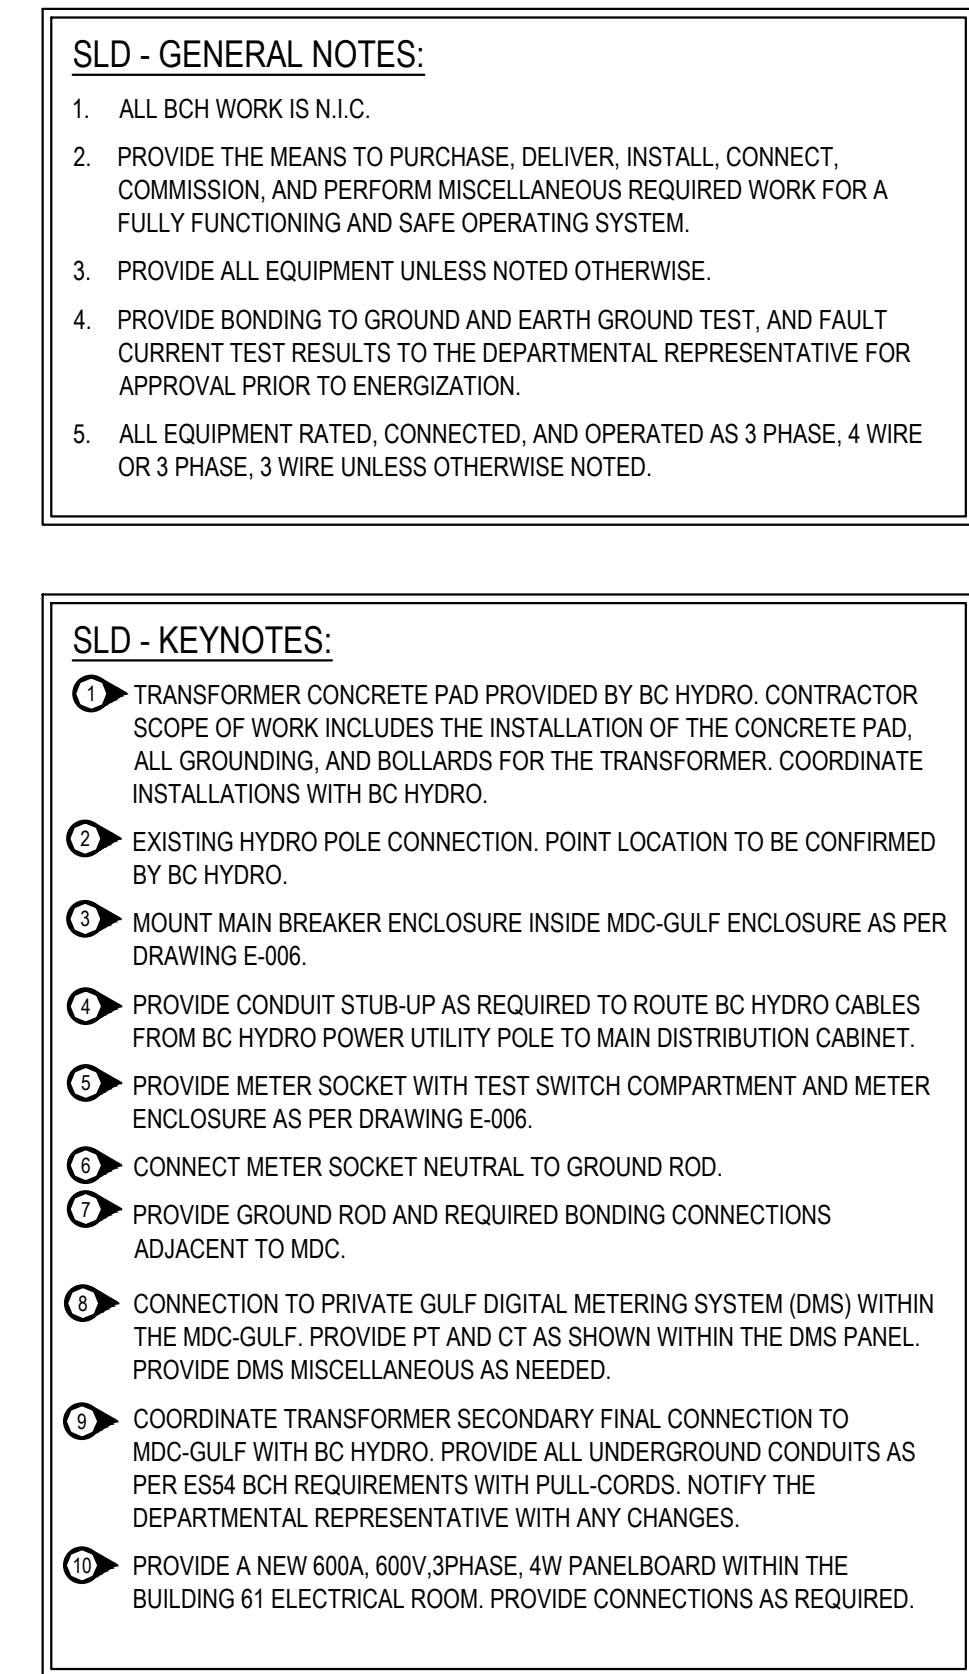 SLD - GENERAL NOTES:
1. ALL BCH WORK IS N.I.C.
2. PROVIDE THE MEANS TO PURCHASE, DELIVER, INSTALL, CONNECT,
COMMISSION, AND PERFORM MISCELLANEOUS REQUIRED WORK FOR A
FULLY FUNCTIONING AND SAFE OPERATING SYSTEM.
3. PROVIDE ALL EQUIPMENT UNLESS NOTED OTHERWISE.
4. PROVIDE BONDING TO GROUND AND EARTH GROUND TEST, AND FAULT
CURRENT TEST RESULTS TO THE DEPARTMENTAL REPRESENTATIVE FOR
APPROVAL PRIOR TO ENERGIZATION.
5. ALL EQUIPMENT RATED, CONNECTED, AND OPERATED AS 3 PHASE, 4 WIRE
OR 3 PHASE, 3 WIRE UNLESS OTHERWISE NOTED.
SLD - KEYNOTES:
1 TRANSFORMER CONCRETE PAD PROVIDED BY BC HYDRO. CONTRACTOR
SCOPE OF WORK INCLUDES THE INSTALLATION OF THE CONCRETE PAD,
ALL GROUNDING, AND BOLLARDS FOR THE TRANSFORMER. COORDINATE
INSTALLATIONS WITH BC HYDRO.
2 EXISTING HYDRO POLE CONNECTION. POINT LOCATION TO BE CONFIRMED
BY BC HYDRO.
3 MOUNT MAIN BREAKER ENCLOSURE INSIDE MDC-GULF ENCLOSURE AS PER
DRAWING E-006.
4 PROVIDE CONDUIT STUB-UP AS REQUIRED TO ROUTE BC HYDRO CABLES
FROM BC HYDRO POWER UTILITY POLE TO MAIN DISTRIBUTION CABINET.
5 PROVIDE METER SOCKET WITH TEST SWITCH COMPARTMENT AND METER
ENCLOSURE AS PER DRAWING E-006.
6 CONNECT METER SOCKET NEUTRAL TO GROUND ROD.
7 PROVIDE GROUND ROD AND REQUIRED BONDING CONNECTIONS
ADJACENT TO MDC.
8 CONNECTION TO PRIVATE GULF DIGITAL METERING SYSTEM (DMS) WITHIN
THE MDC-GULF. PROVIDE PT AND CT AS SHOWN WITHIN THE DMS PANEL.
PROVIDE DMS MISCELLANEOUS AS NEEDED.
9 COORDINATE TRANSFORMER SECONDARY FINAL CONNECTION TO
MDC-GULF WITH BC HYDRO. PROVIDE ALL UNDERGROUND CONDUITS AS
PER ES54 BCH REQUIREMENTS WITH PULL-CORDS. NOTIFY THE
DEPARTMENTAL REPRESENTATIVE WITH ANY CHANGES.
10 PROVIDE A NEW 600A, 600V,3PHASE, 4W PANELBOARD WITHIN THE
BUILDING 61 ELECTRICAL ROOM. PROVIDE CONNECTIONS AS REQUIRED.